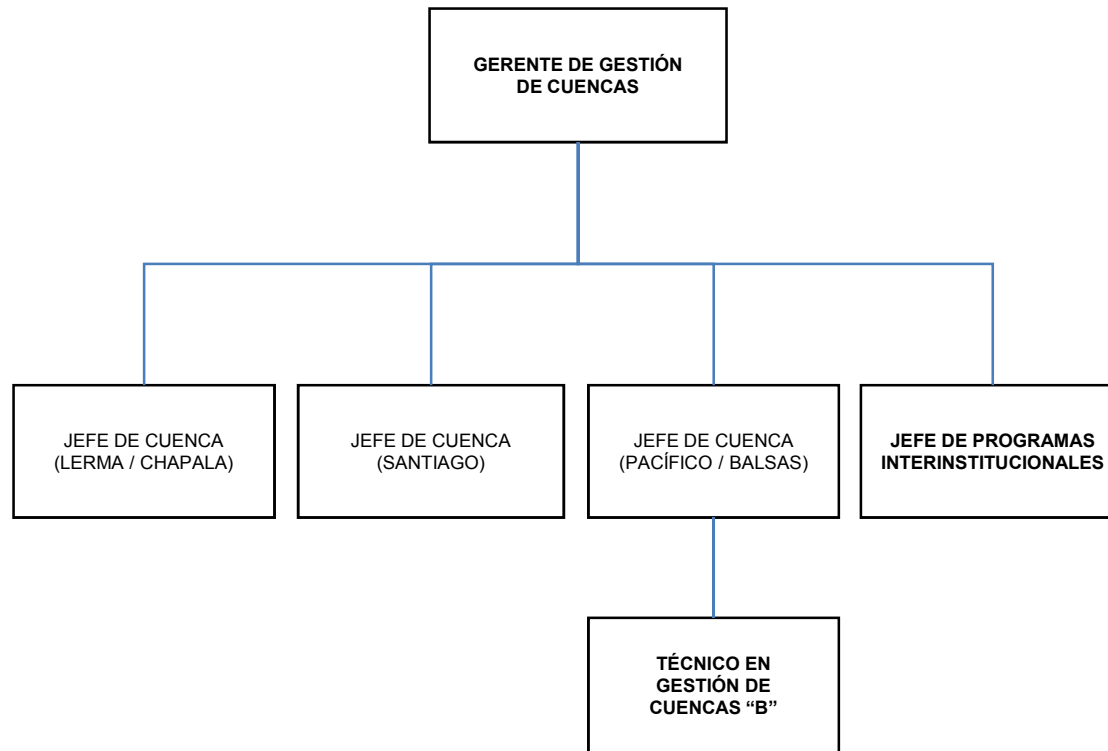 GERENTE DE GESTIÓN
DE CUENCAS
JEFE DE CUENCA
(LERMA / CHAPALA)
JEFE DE CUENCA
(SANTIAGO)
JEFE DE CUENCA
(PACÍFICO / BALSAS)
JEFE DE PROGRAMAS
INTERINSTITUCIONALES
TÉCNICO EN
GESTIÓN DE
CUENCAS “B”